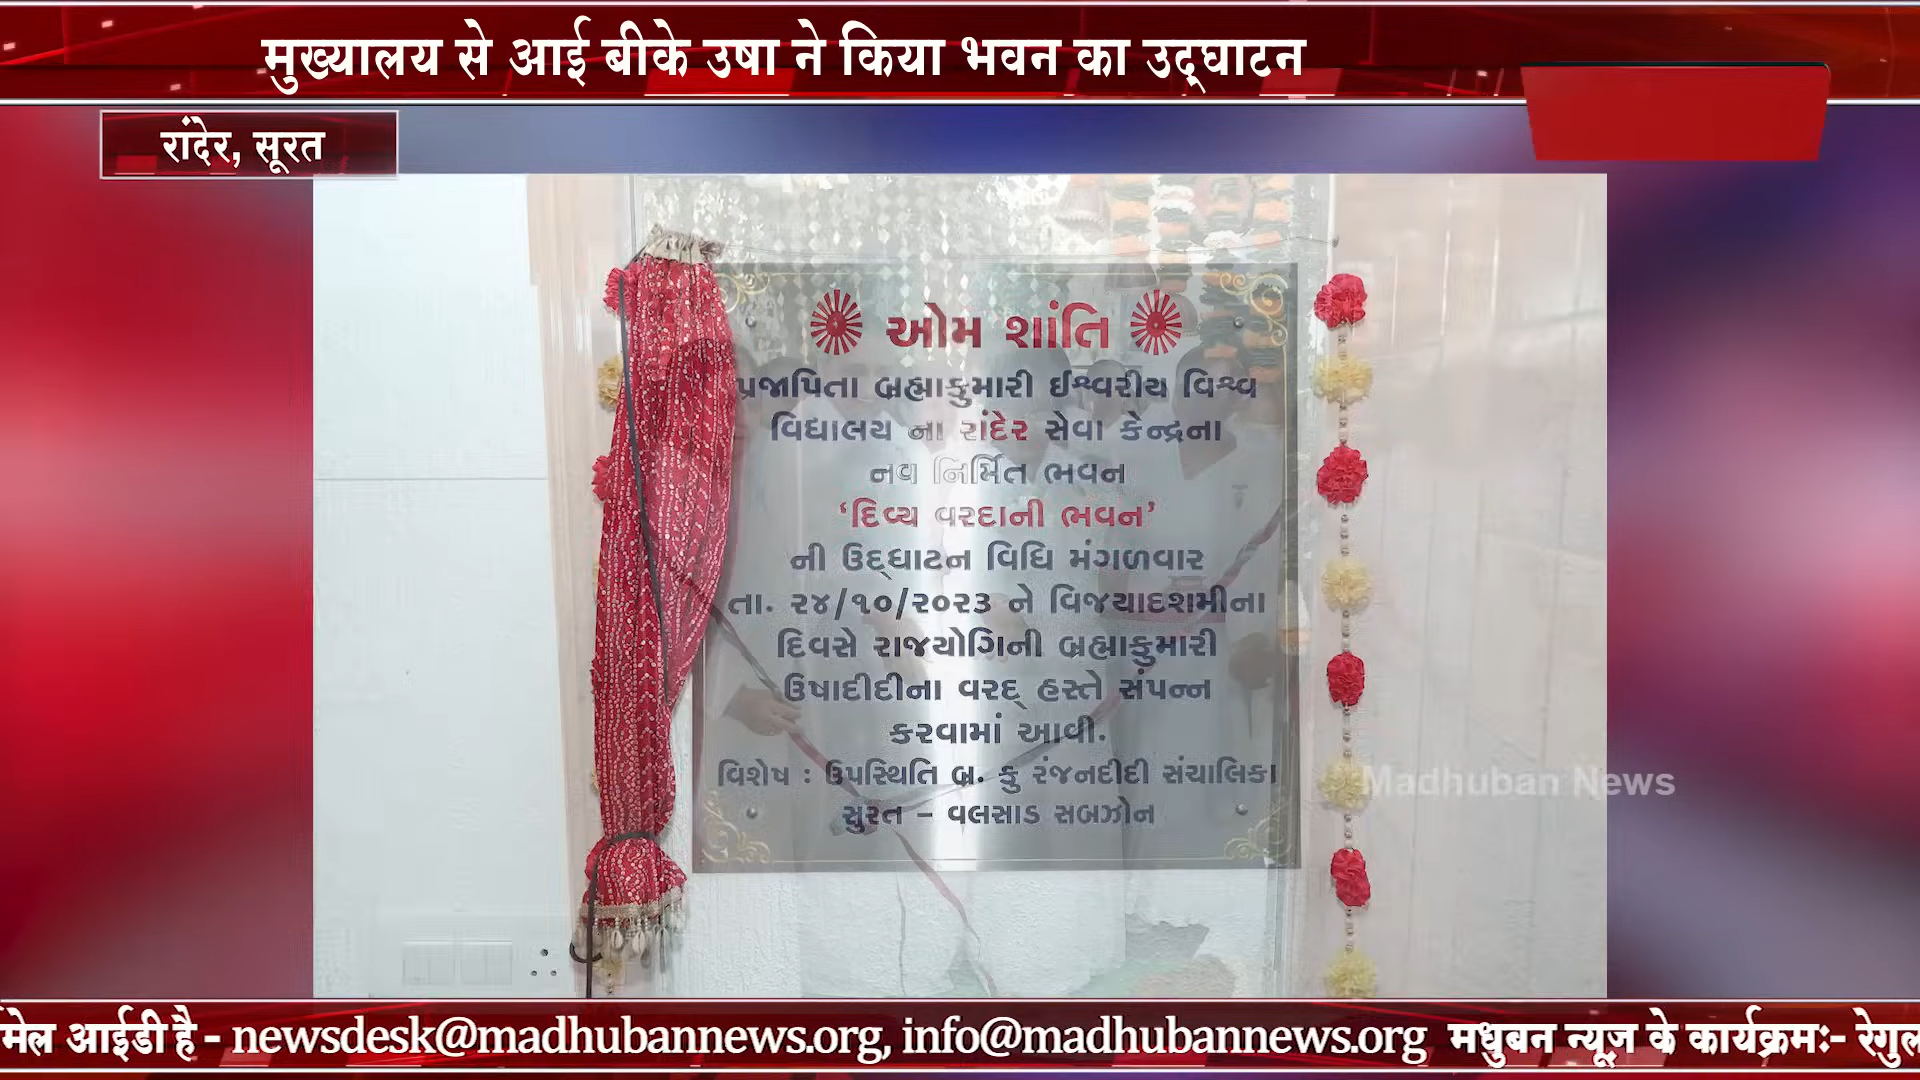 मुख्यालय से आई बीके उषा ने किया भवन का उद्घाटन
रांदेर, सूरत
ઓમ શાંતિ
પ્રજાપિતા બ્રહ્માકુમારી ઈશ્વરીય વિશ્વ
વિદ્યાલય ના રાંદેર સેવા કેન્દ્રના
નવ નિર્મિત ભવન
‘દિવ્ય વરદાની ભવન’
ની ઉદ્‌ઘાટન વિધિ મંગળવાર
તા. ૨૪/૧૦/૨૦૨૩ ને વિજયાદશમીના
દિવસે રાજયોગિની બ્રહ્માકુમારી
ઉષાદીદીના વરદ્ હસ્તે સંપન્ન
કરવામાં આવી.
વિશેષ : ઉપસ્થિતિ બ્ર. કુ રંજનદીદી સંચાલિકા
સુરત – વલસાડ સબઝોન
Madhuban News
मेल आईडी है - newsdesk@madhubannews.org, info@madhubannews.org मधुबन न्यूज़ के कार्यक्रमः- रेगुल